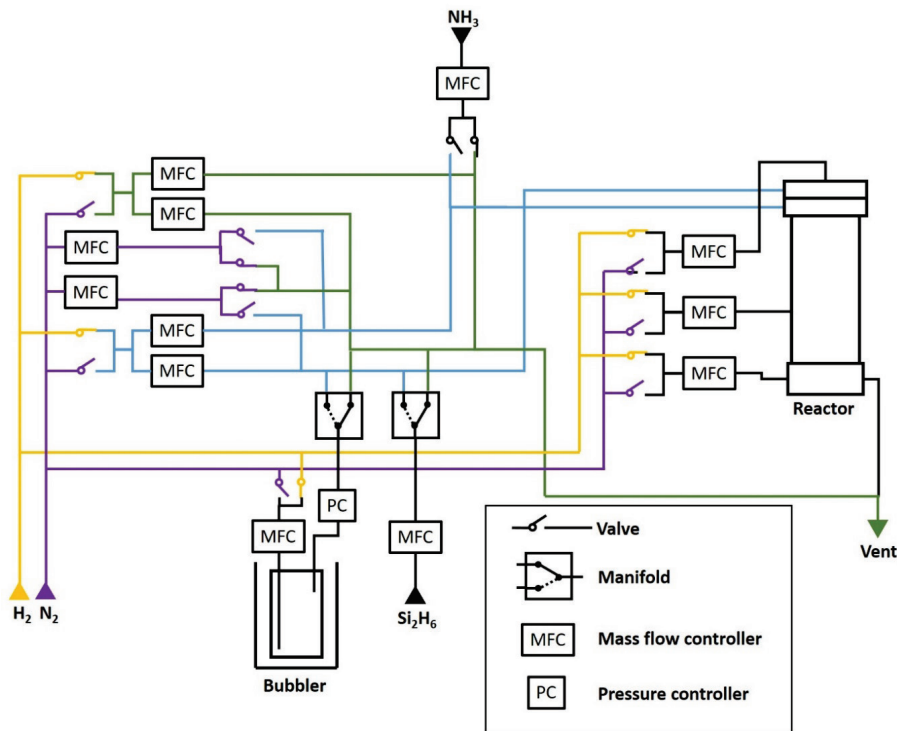 NH₃
MFC
MFC
MFC
MFC
MFC
MFC
MFC
MFC
MFC
MFC
PC
MFC
MFC
Reactor
Vent
H₂ N₂
Si₂H₆
Bubbler
Valve
Manifold
MFC Mass flow controller
PC Pressure controller